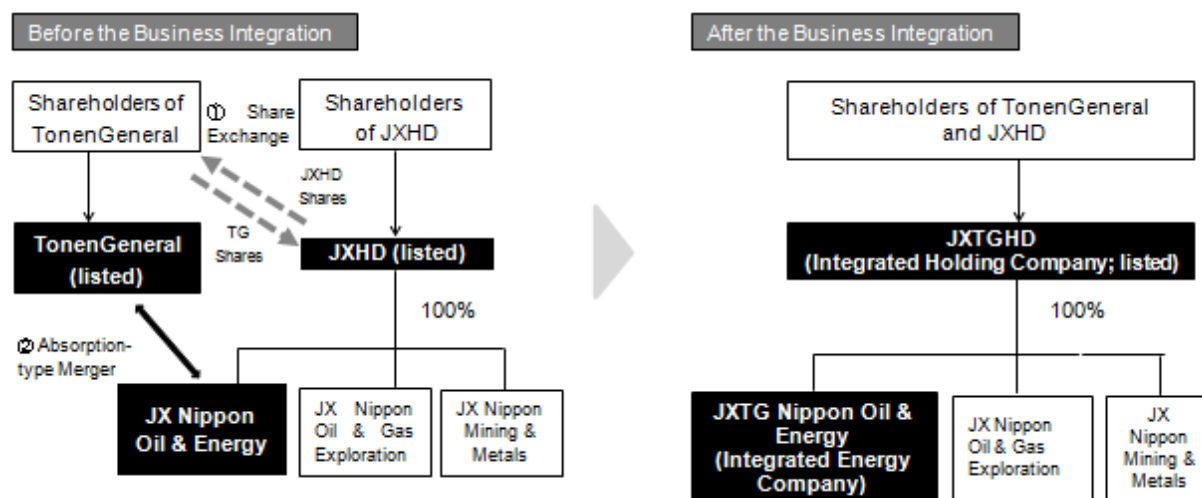 Before the Business Integration
After the Business Integration
Shareholders of
TonenGeneral
① Share
Exchange
Shareholders
of JXHD
JXHD
Shares
TG
Shares
TonenGeneral
(listed)
JXHD (listed)
100%
② Absorption-
type Merger
JX Nippon
Oil & Energy
JX Nippon
Oil & Gas
Exploration
JX Nippon
Mining &
Metals
Shareholders of TonenGeneral
and JXHD
JXTGHD
(Integrated Holding Company; listed)
100%
JXTG Nippon Oil &
Energy
(Integrated Energy
Company)
JX Nippon
Oil & Gas
Exploration
JX
Nippon
Mining &
Metals